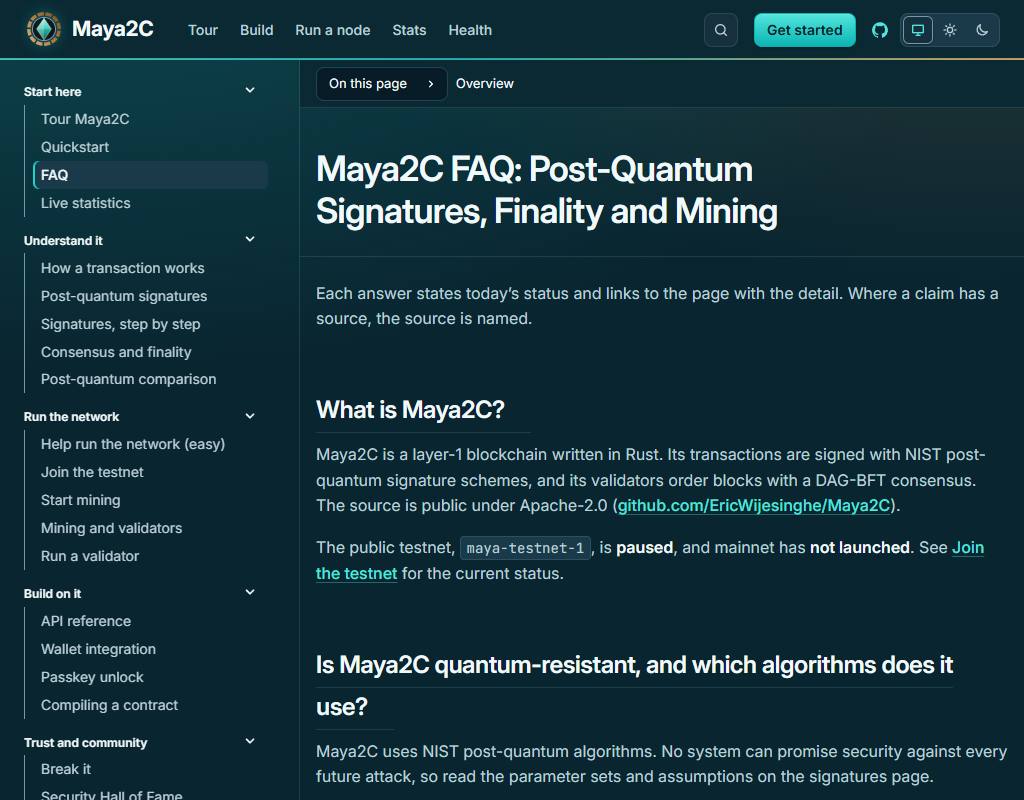 Maya2C
Tour
Build
Run a node
Stats
Health
Get started
Start here
Tour Maya2C
Quickstart
FAQ
Live statistics
Understand it
How a transaction works
Post-quantum signatures
Signatures, step by step
Consensus and finality
Post-quantum comparison
Run the network
Help run the network (easy)
Join the testnet
Start mining
Mining and validators
Run a validator
Build on it
API reference
Wallet integration
Passkey unlock
Compiling a contract
Trust and community
Break it
Security Hall of Fame
On this page
Overview
Maya2C FAQ: Post-Quantum
Signatures, Finality and Mining
Each answer states today’s status and links to the page with the detail. Where a claim has a
source, the source is named.
What is Maya2C?
Maya2C is a layer-1 blockchain written in Rust. Its transactions are signed with NIST post-
quantum signature schemes, and its validators order blocks with a DAG-BFT consensus.
The source is public under Apache-2.0 (github.com/EricWijesinghe/Maya2C).
The public testnet, maya-testnet-1, is paused, and mainnet has not launched. See Join
the testnet for the current status.
Is Maya2C quantum-resistant, and which algorithms does it
use?
Maya2C uses NIST post-quantum algorithms. No system can promise security against every
future attack, so read the parameter sets and assumptions on the signatures page.